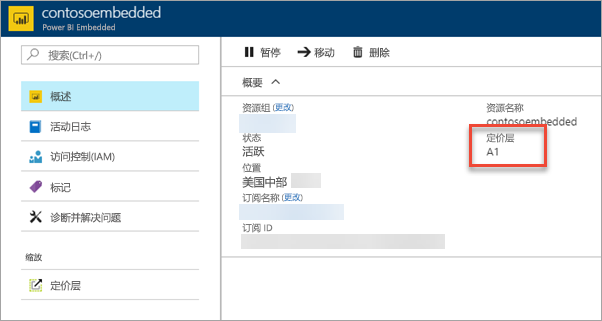 contosoembedded
Power BI Embedded
搜索(Ctrl+/)
概述
活动日志
访问控制(IAM)
标记
诊断并解决问题
缩放
定价层
暂停
移动
删除
概要
资源组(更改)
状态
活跃
位置
美国中部
订阅名称(更改)
订阅 ID
资源名称
contosoembedded
定价层
A1